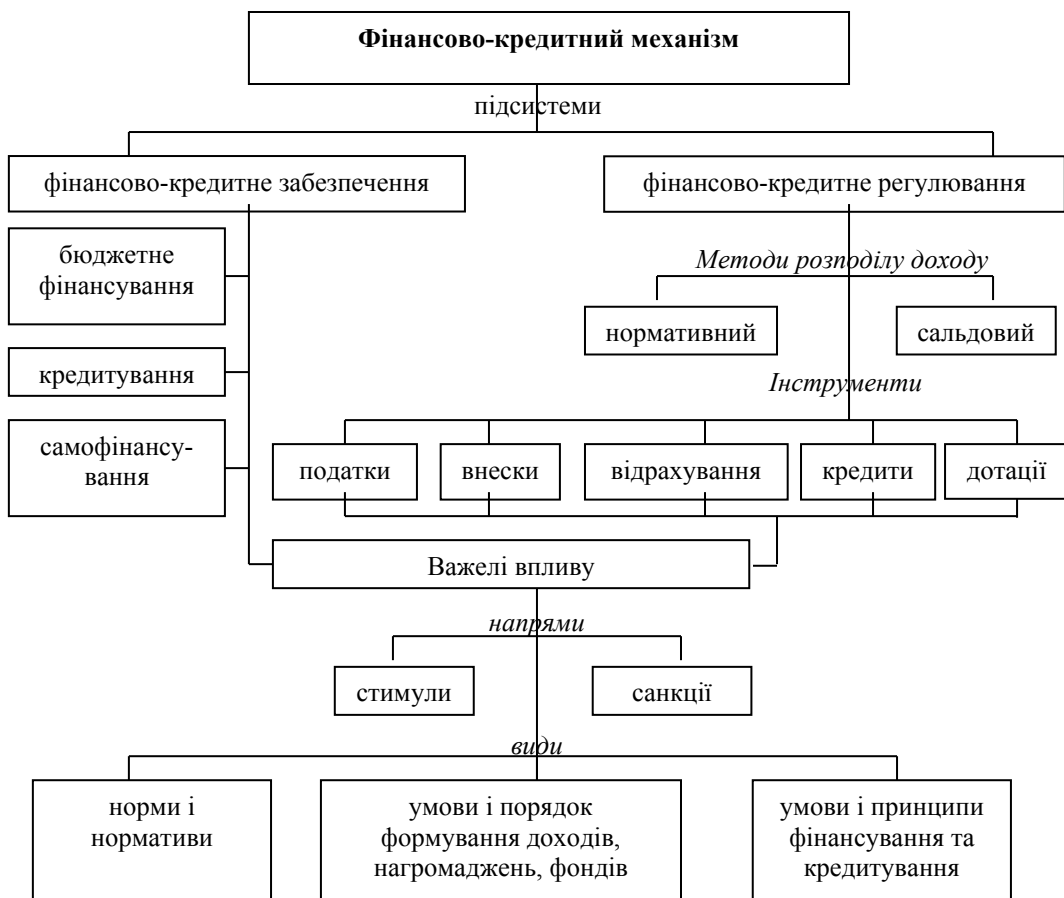 Фінансово-кредитний механізм
підсистеми
фінансово-кредитне забезпечення
фінансово-кредитне регулювання
бюджетне
фінансування
Методи розподілу доходу
нормативний
сальдовий
кредитування
Інструменти
самофінансу-
вання
податки
внески
відрахування
кредити
дотації
Важелі впливу
напрями
стимули
санкції
види
норми і
нормативи
умови і порядок
формування доходів,
нагромаджень, фондів
умови і принципи
фінансування та
кредитування